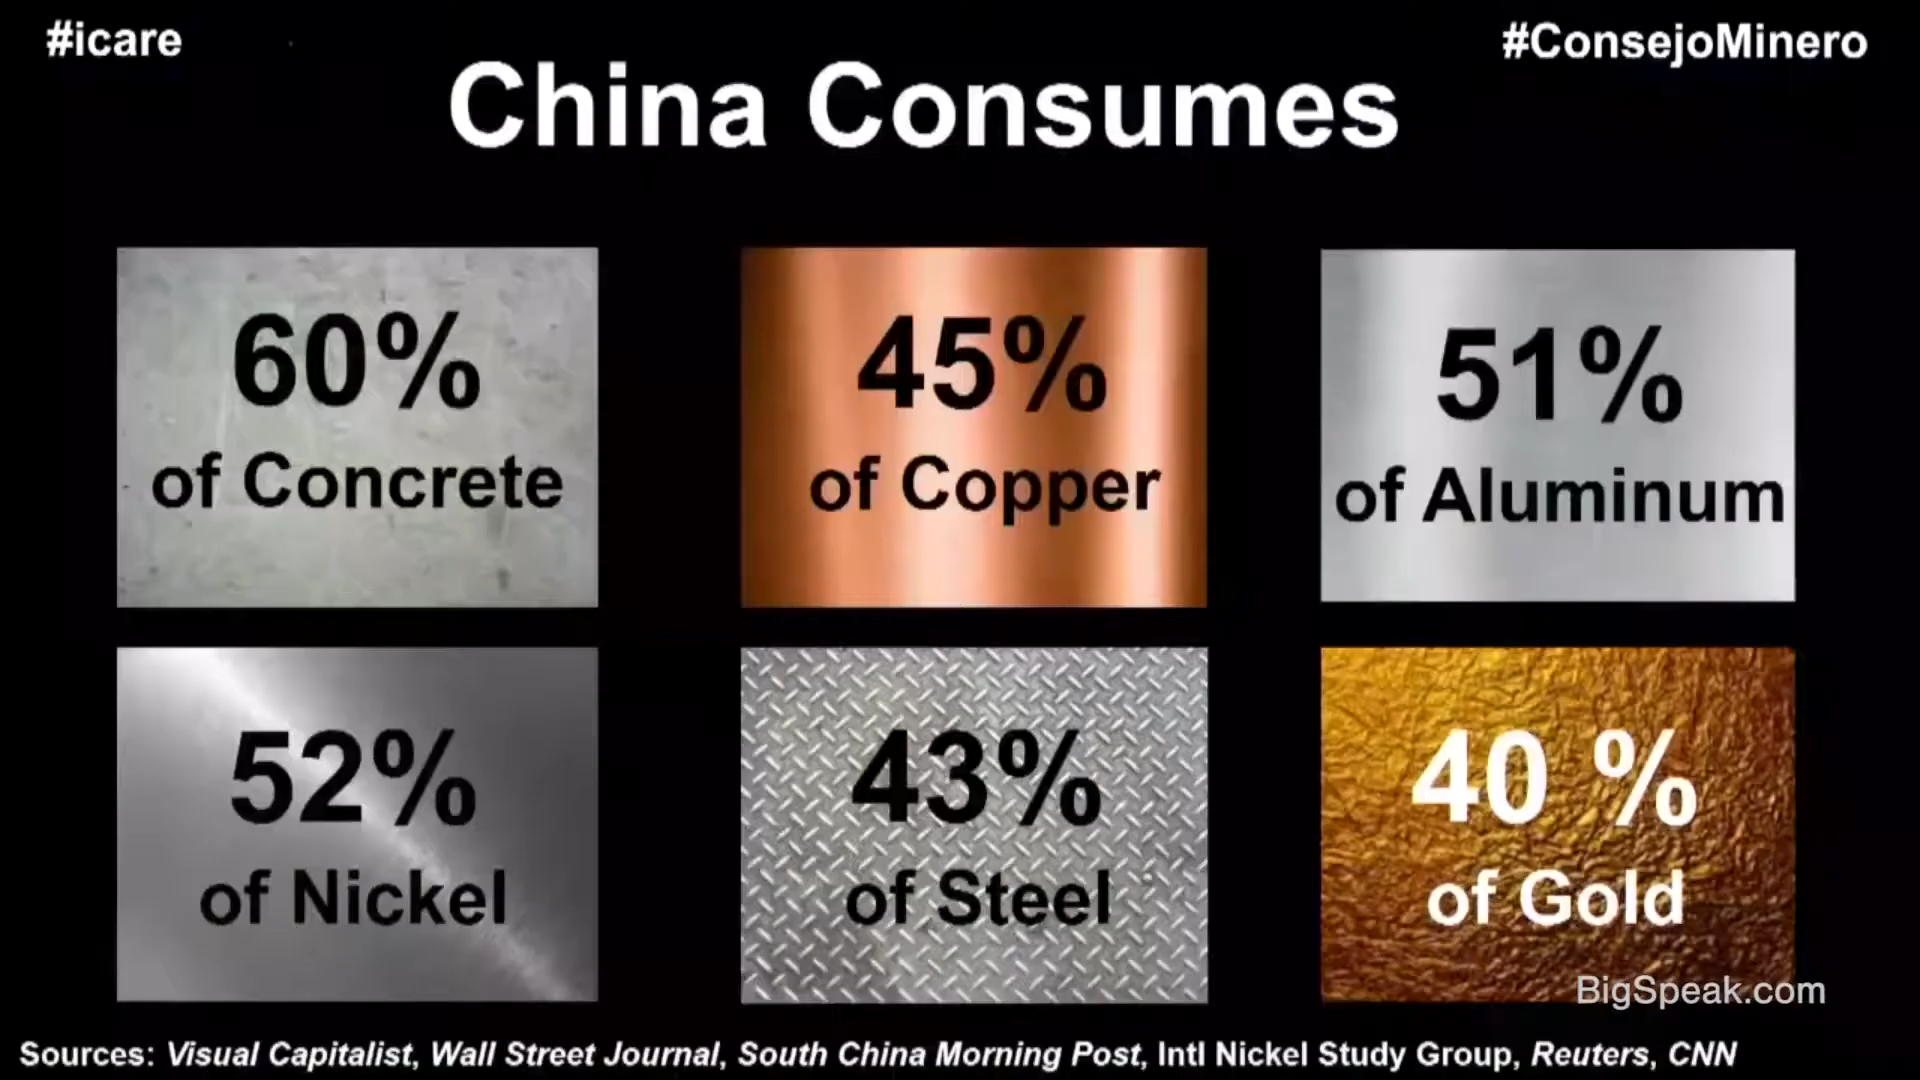 #icare
#ConsejoMinero
China Consumes
60%
of Concrete
45%
of Copper
51%
of Aluminum
52%
of Nickel
43%
of Steel
40 %
of Gold
BigSpeak.com
Sources: Visual Capitalist, Wall Street Journal, South China Morning Post, Intl Nickel Study Group, Reuters, CNN